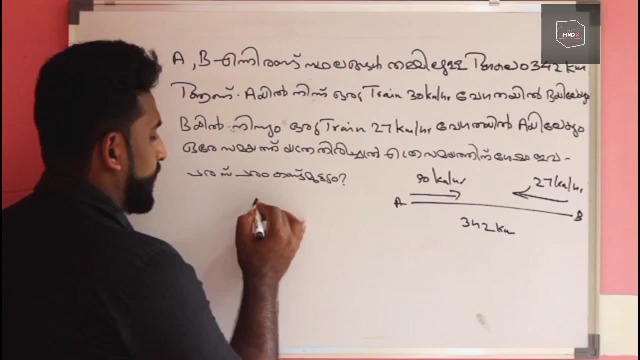 A, B എന്നീ രണ്ട് സ്ഥലങ്ങൾ തമ്മിലുള്ള അകലം 342 km
ആണ്. A യിൽ നിന്ന് ഒരു Train 30 km/hr വേഗതയിൽ B യിലേക്കും
B യിൽ നിന്നും ഒരു Train 27 km/hr വേഗതയിൽ A യിലേക്കും
ഒരേ സമയത്ത് യാത്ര തിരിച്ചാൽ എത്ര സമയത്തിന് ശേഷം ഇവ
പരസ്പരം കണ്ടുമുട്ടും?
30 km/hr
27 km/hr
A
B
342 km